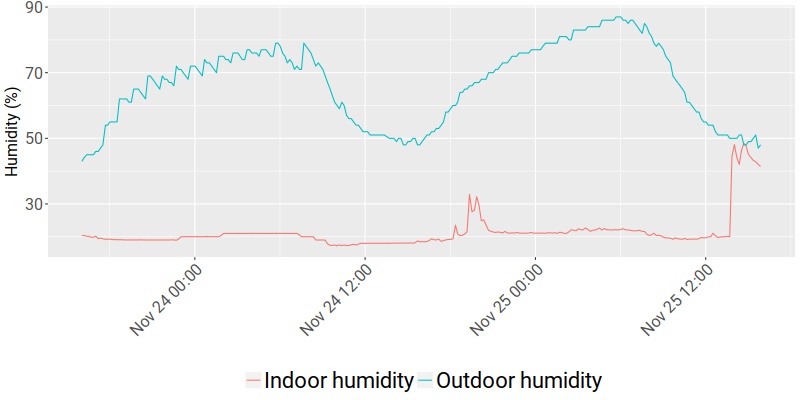 90
70
50
30
Humidity (%)
Nov 24 00:00
Nov 24 12:00
Nov 25 00:00
Nov 25 12:00
Indoor humidity Outdoor humidity